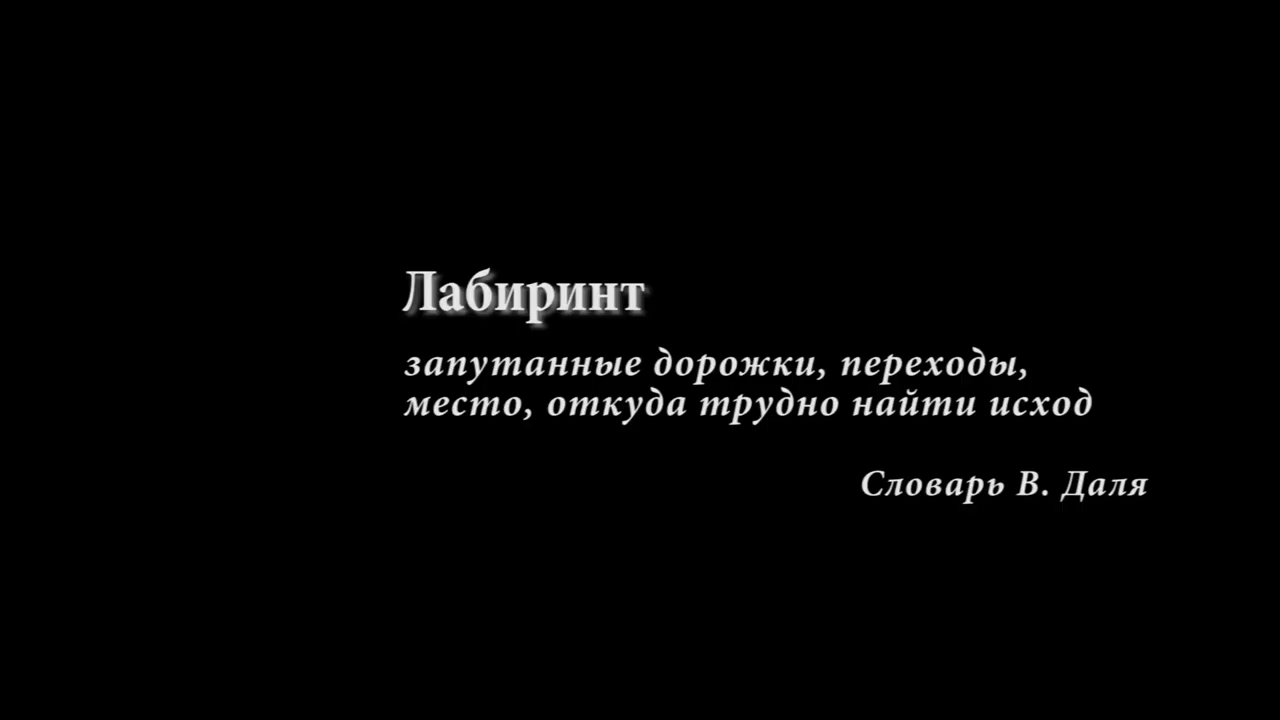 Лабиринт
запутанные дорожки, переходы,
место, откуда трудно найти исход
Словарь В. Даля